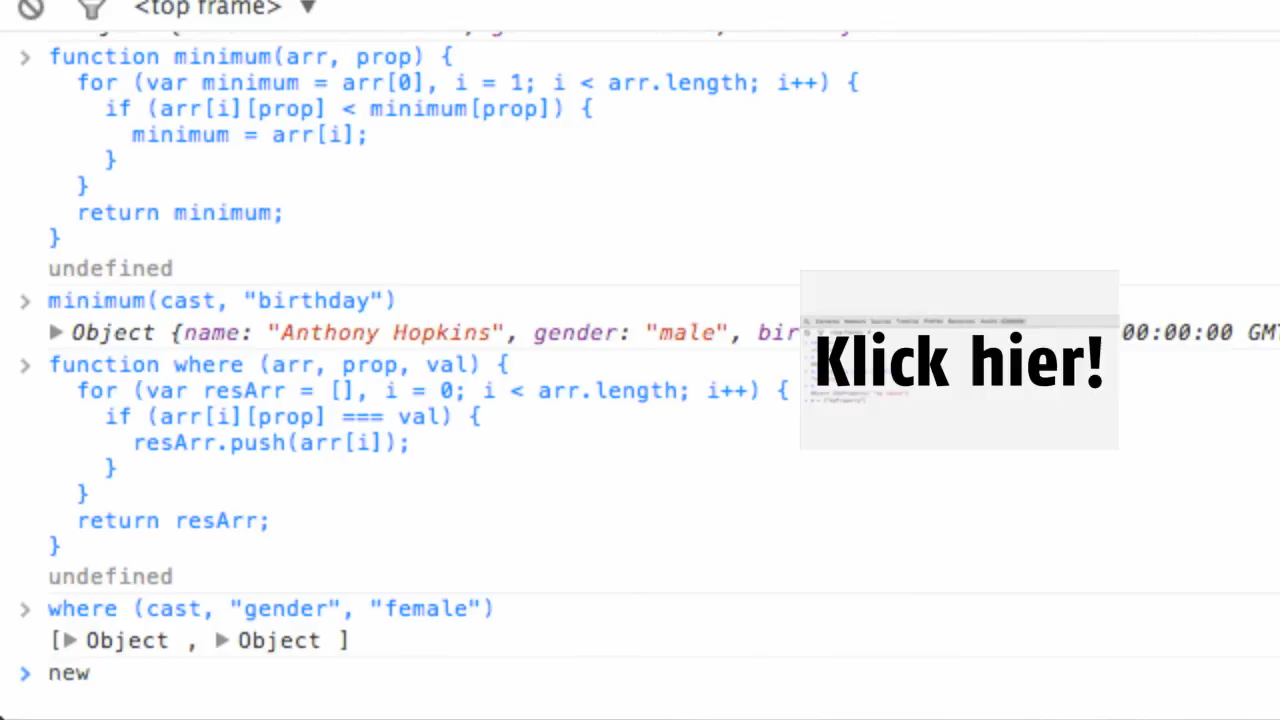 <top frame> ▼
> function minimum(arr, prop) {
for (var minimum = arr[0], i = 1; i < arr.length; i++) {
if (arr[i][prop] < minimum[prop]) {
minimum = arr[i];
}
}
return minimum;
}
undefined
> minimum(cast, "birthday")
▶ Object {name: "Anthony Hopkins", gender: "male", bir 00:00:00 GMT
> function where (arr, prop, val) {
for (var resArr = [], i = 0; i < arr.length; i++) {
if (arr[i][prop] === val) {
resArr.push(arr[i]);
}
}
return resArr;
}
undefined
> where (cast, "gender", "female")
[▶ Object , ▶ Object ]
> new
Klick hier!